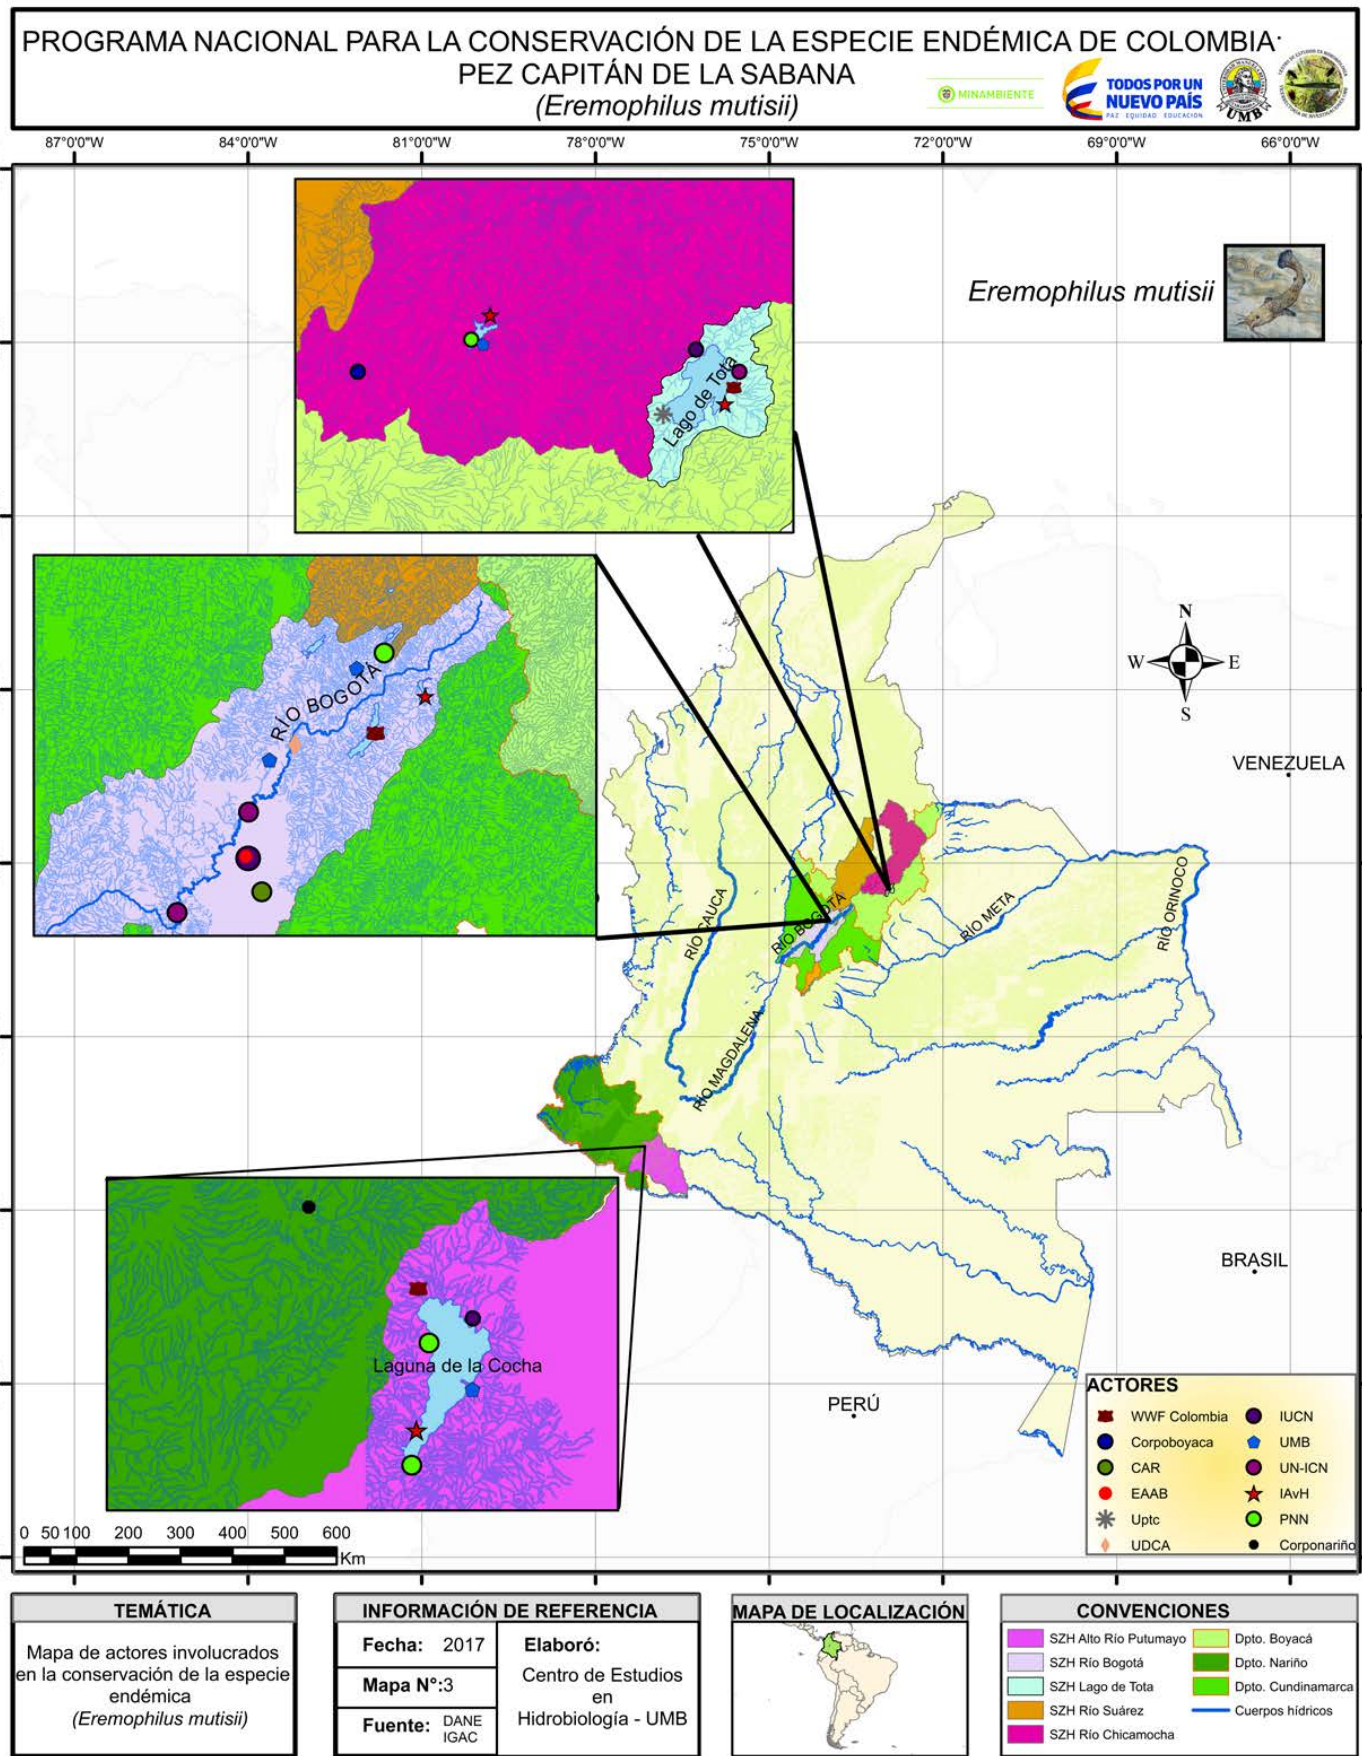 PROGRAMA NACIONAL PARA LA CONSERVACIÓN DE LA ESPECIE ENDÉMICA DE COLOMBIA·
PEZ CAPITÁN DE LA SABANA
(Eremophilus mutisii)
MINAMBIENTE
TODOS POR UN
NUEVO PAÍS
PAZ EQUIDAD EDUCACIÓN
UMB
87°0'0"W
84°0'0"W
81°0'0"W
78°0'0"W
75°0'0"W
72°0'0"W
69°0'0"W
66°0'0"W
Eremophilus mutisii
Lago de Tota
RÍO BOGOTÁ
N
W
E
S
VENEZUELA
RÍO CAUCA
RÍO BOGOTÁ
RÍO META
RÍO ORINOCO
RÍO MAGDALENA
BRASIL
PERÚ
Laguna de la Cocha
0 50 100 200 300 400 500 600
Km
ACTORES
WWF Colombia
Corpoboyaca
CAR
EAAB
Uptc
UDCA
IUCN
UMB
UN-ICN
IAvH
PNN
Corponariño
TEMÁTICA
Mapa de actores involucrados
en la conservación de la especie
endémica
(Eremophilus mutisii)
INFORMACIÓN DE REFERENCIA
Fecha: 2017
Mapa N°:3
Fuente: DANE
IGAC
Elaboró:
Centro de Estudios
en
Hidrobiología - UMB
MAPA DE LOCALIZACIÓN
CONVENCIONES
SZH Alto Río Putumayo
SZH Río Bogotá
SZH Lago de Tota
SZH Río Suárez
SZH Río Chicamocha
Dpto. Boyacá
Dpto. Nariño
Dpto. Cundinamarca
Cuerpos hídricos